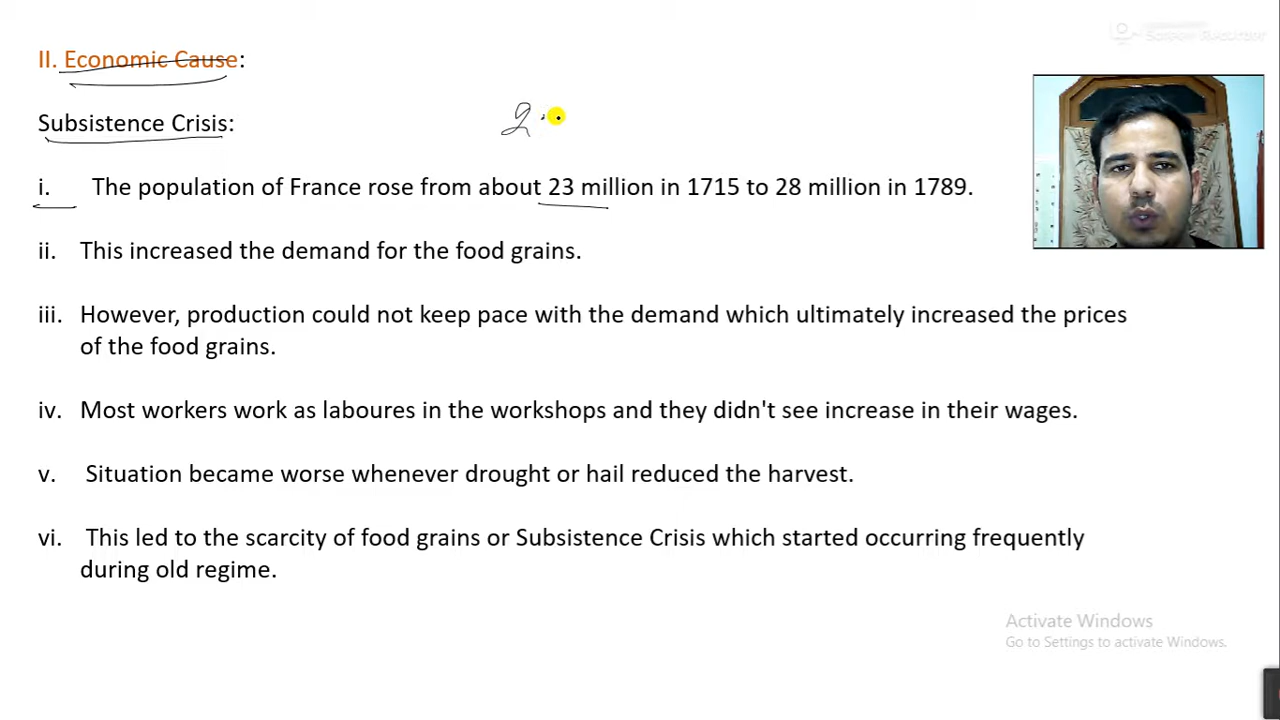 II. Economic Cause:
Subsistence Crisis:
2
i. The population of France rose from about 23 million in 1715 to 28 million in 1789.
ii. This increased the demand for the food grains.
iii. However, production could not keep pace with the demand which ultimately increased the prices
of the food grains.
iv. Most workers work as laboures in the workshops and they didn't see increase in their wages.
v. Situation became worse whenever drought or hail reduced the harvest.
vi. This led to the scarcity of food grains or Subsistence Crisis which started occurring frequently
during old regime.
Activate Windows
Go to Settings to activate Windows.